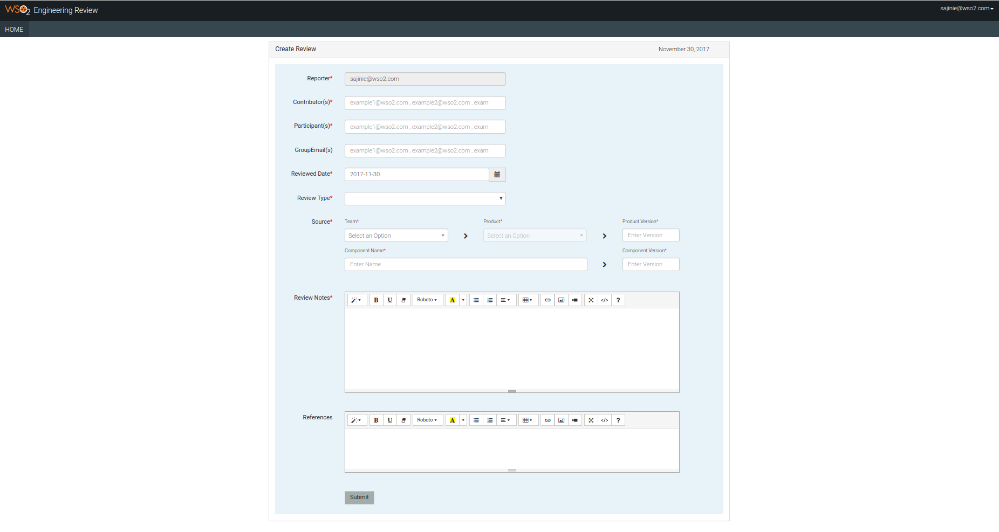 WSO2 Engineering Review
sajinie@wso2.com
HOME
Create Review
November 30, 2017
Reporter*
sajinie@wso2.com
Contributor(s)*
example1@wso2.com , example2@wso2.com , exam
Participant(s)*
example1@wso2.com , example2@wso2.com , exam
GroupEmail(s)
example1@wso2.com , example2@wso2.com , exam
Reviewed Date*
2017-11-30
Review Type*
Source*
Team*
Product*
Product Version*
Select an Option
Select an Option
Enter Version
Component Name*
Component Version*
Enter Name
Enter Version
Review Notes*
B U Roboto A </> ?
References
B U Roboto A </> ?
Submit